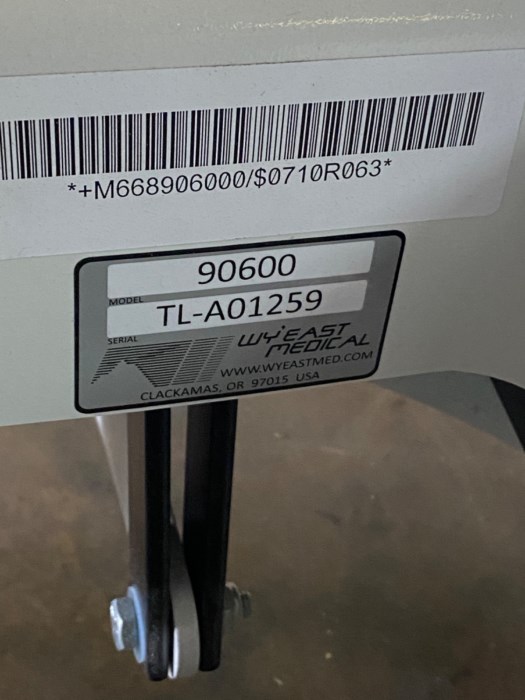 *+M668906000/$0710R063*
90600
MODEL
TL-A01259
SERIAL
WY'EAST
MEDICAL
WWW.WYEASTMED.COM
CLACKAMAS, OR 97015 USA